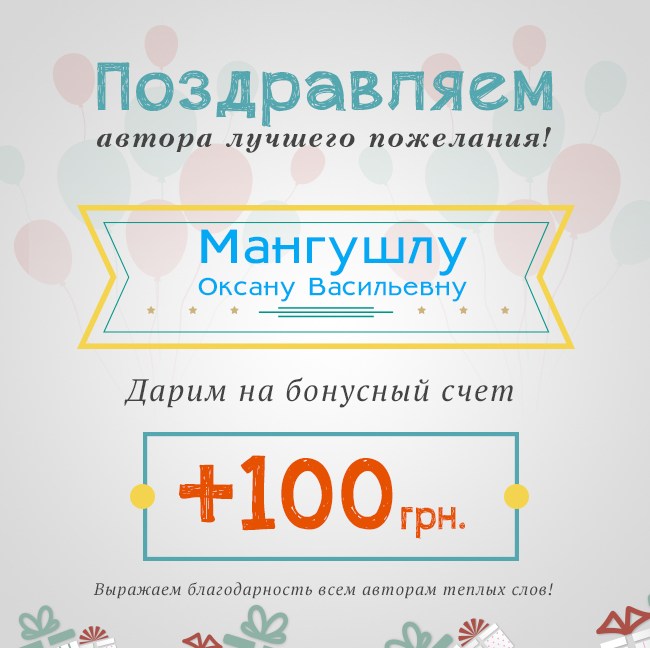 Поздравляем
автора лучшего пожелания!
Мангушлу
Оксану Васильевну
Дарим на бонусный счет
+100 грн.
Выражаем благодарность всем авторам теплых слов!